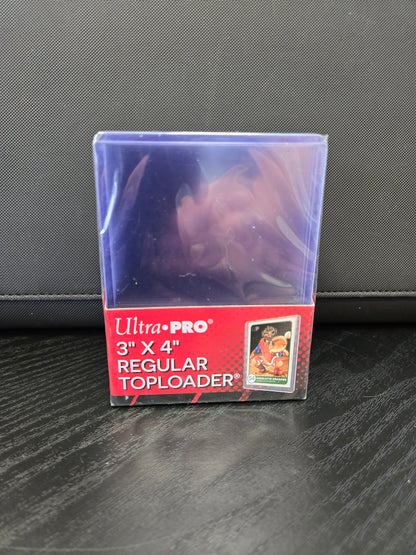 Ultra•PRO®
3" X 4"
REGULAR
TOPLOADER®